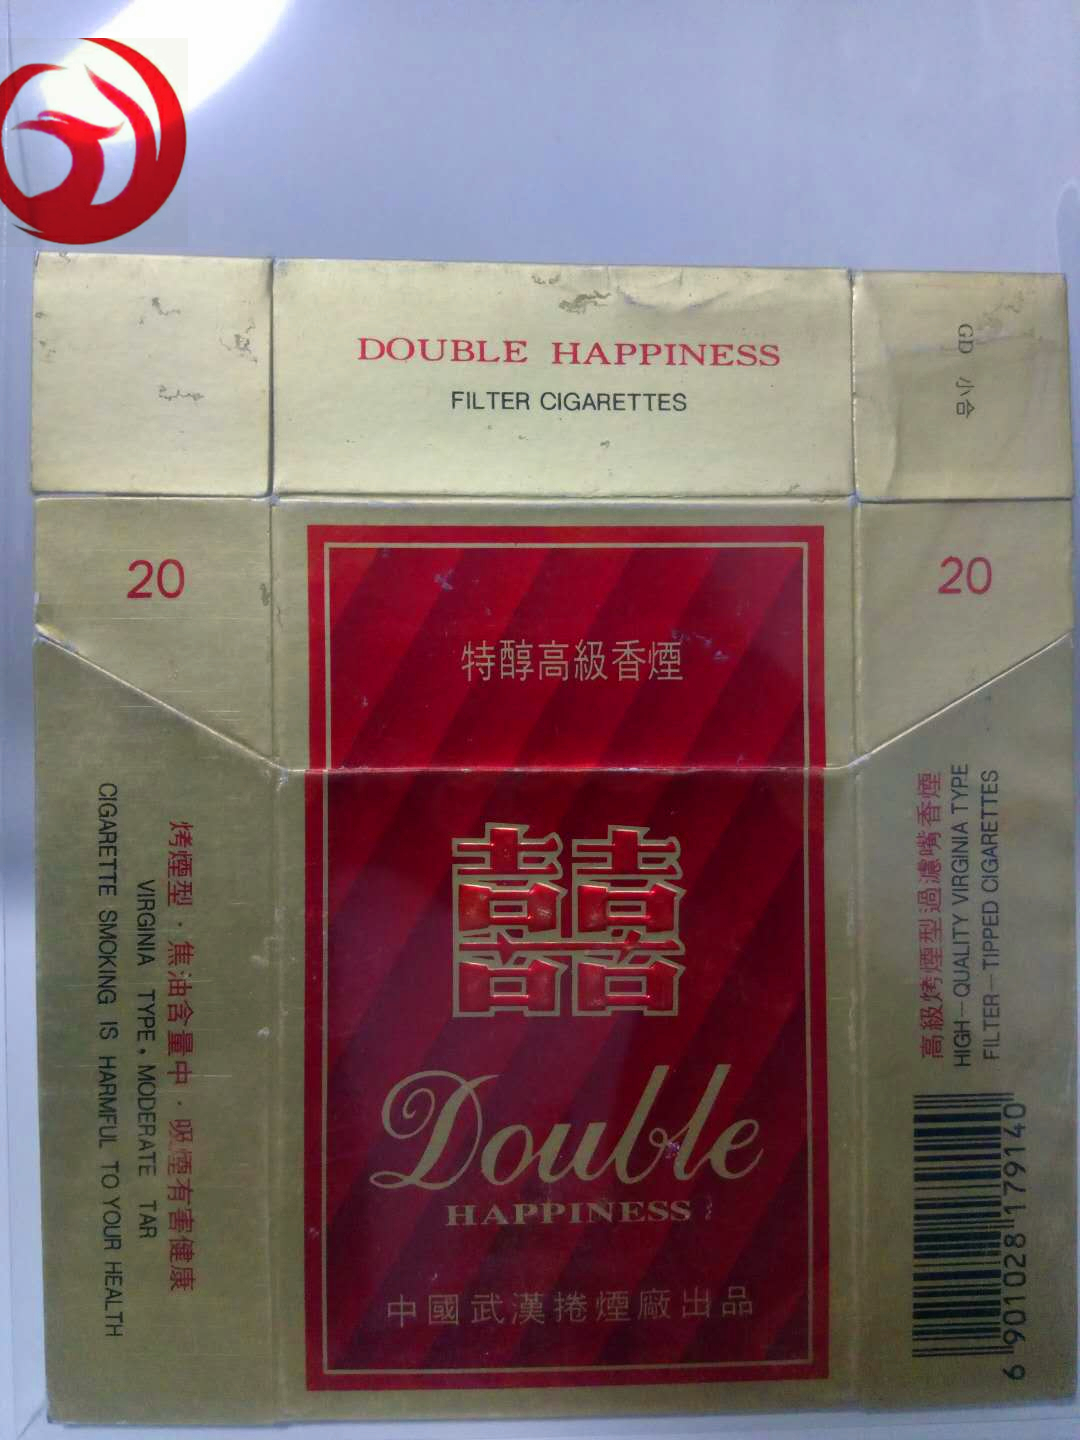 DOUBLE HAPPINESS
FILTER CIGARETTES
GD 小合
20
20
特醇高級香煙
囍
Double
HAPPINESS
中國武漢捲煙廠出品
烤煙型·焦油含量中·吸煙有害健康
VIRGINIA TYPE, MODERATE TAR
CIGARETTE SMOKING IS HARMFUL TO YOUR HEALTH
高級烤煙型過濾嘴香煙
HIGH-QUALITY VIRGINIA TYPE
FILTER-TIPPED CIGARETTES
6 901028 179140